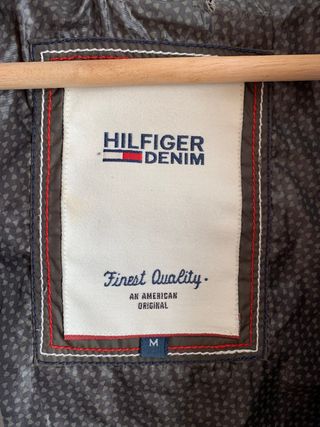 HILFIGER
DENIM
Finest Quality.
AN AMERICAN
ORIGINAL
M